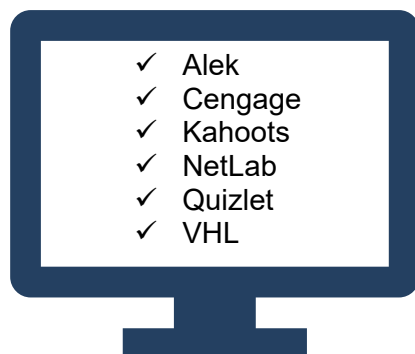 ✓ Alek
✓ Cengage
✓ Kahoots
✓ NetLab
✓ Quizlet
✓ VHL